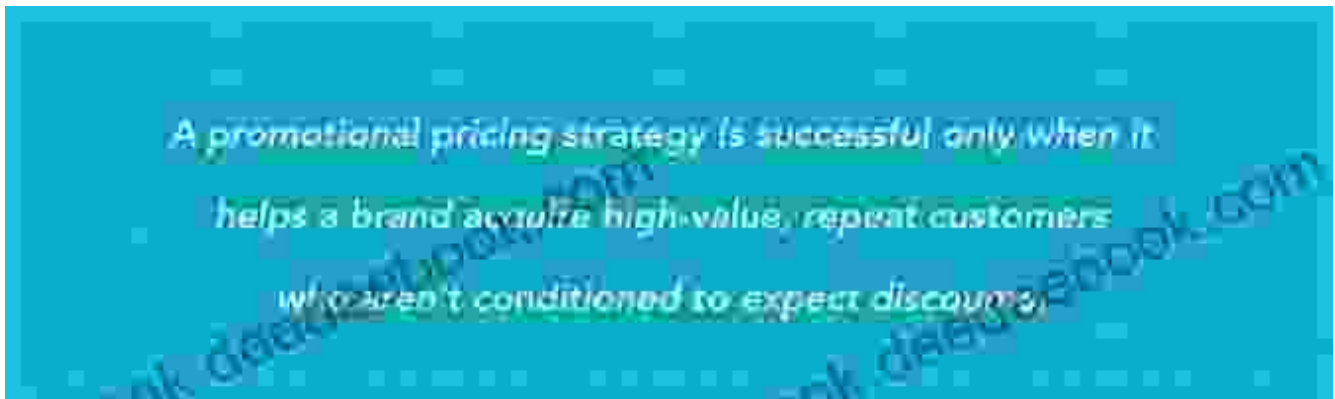 A promotional pricing strategy is successful only when it
helps a brand acquire high-value, repeat customers
who aren't conditioned to expect discounts.